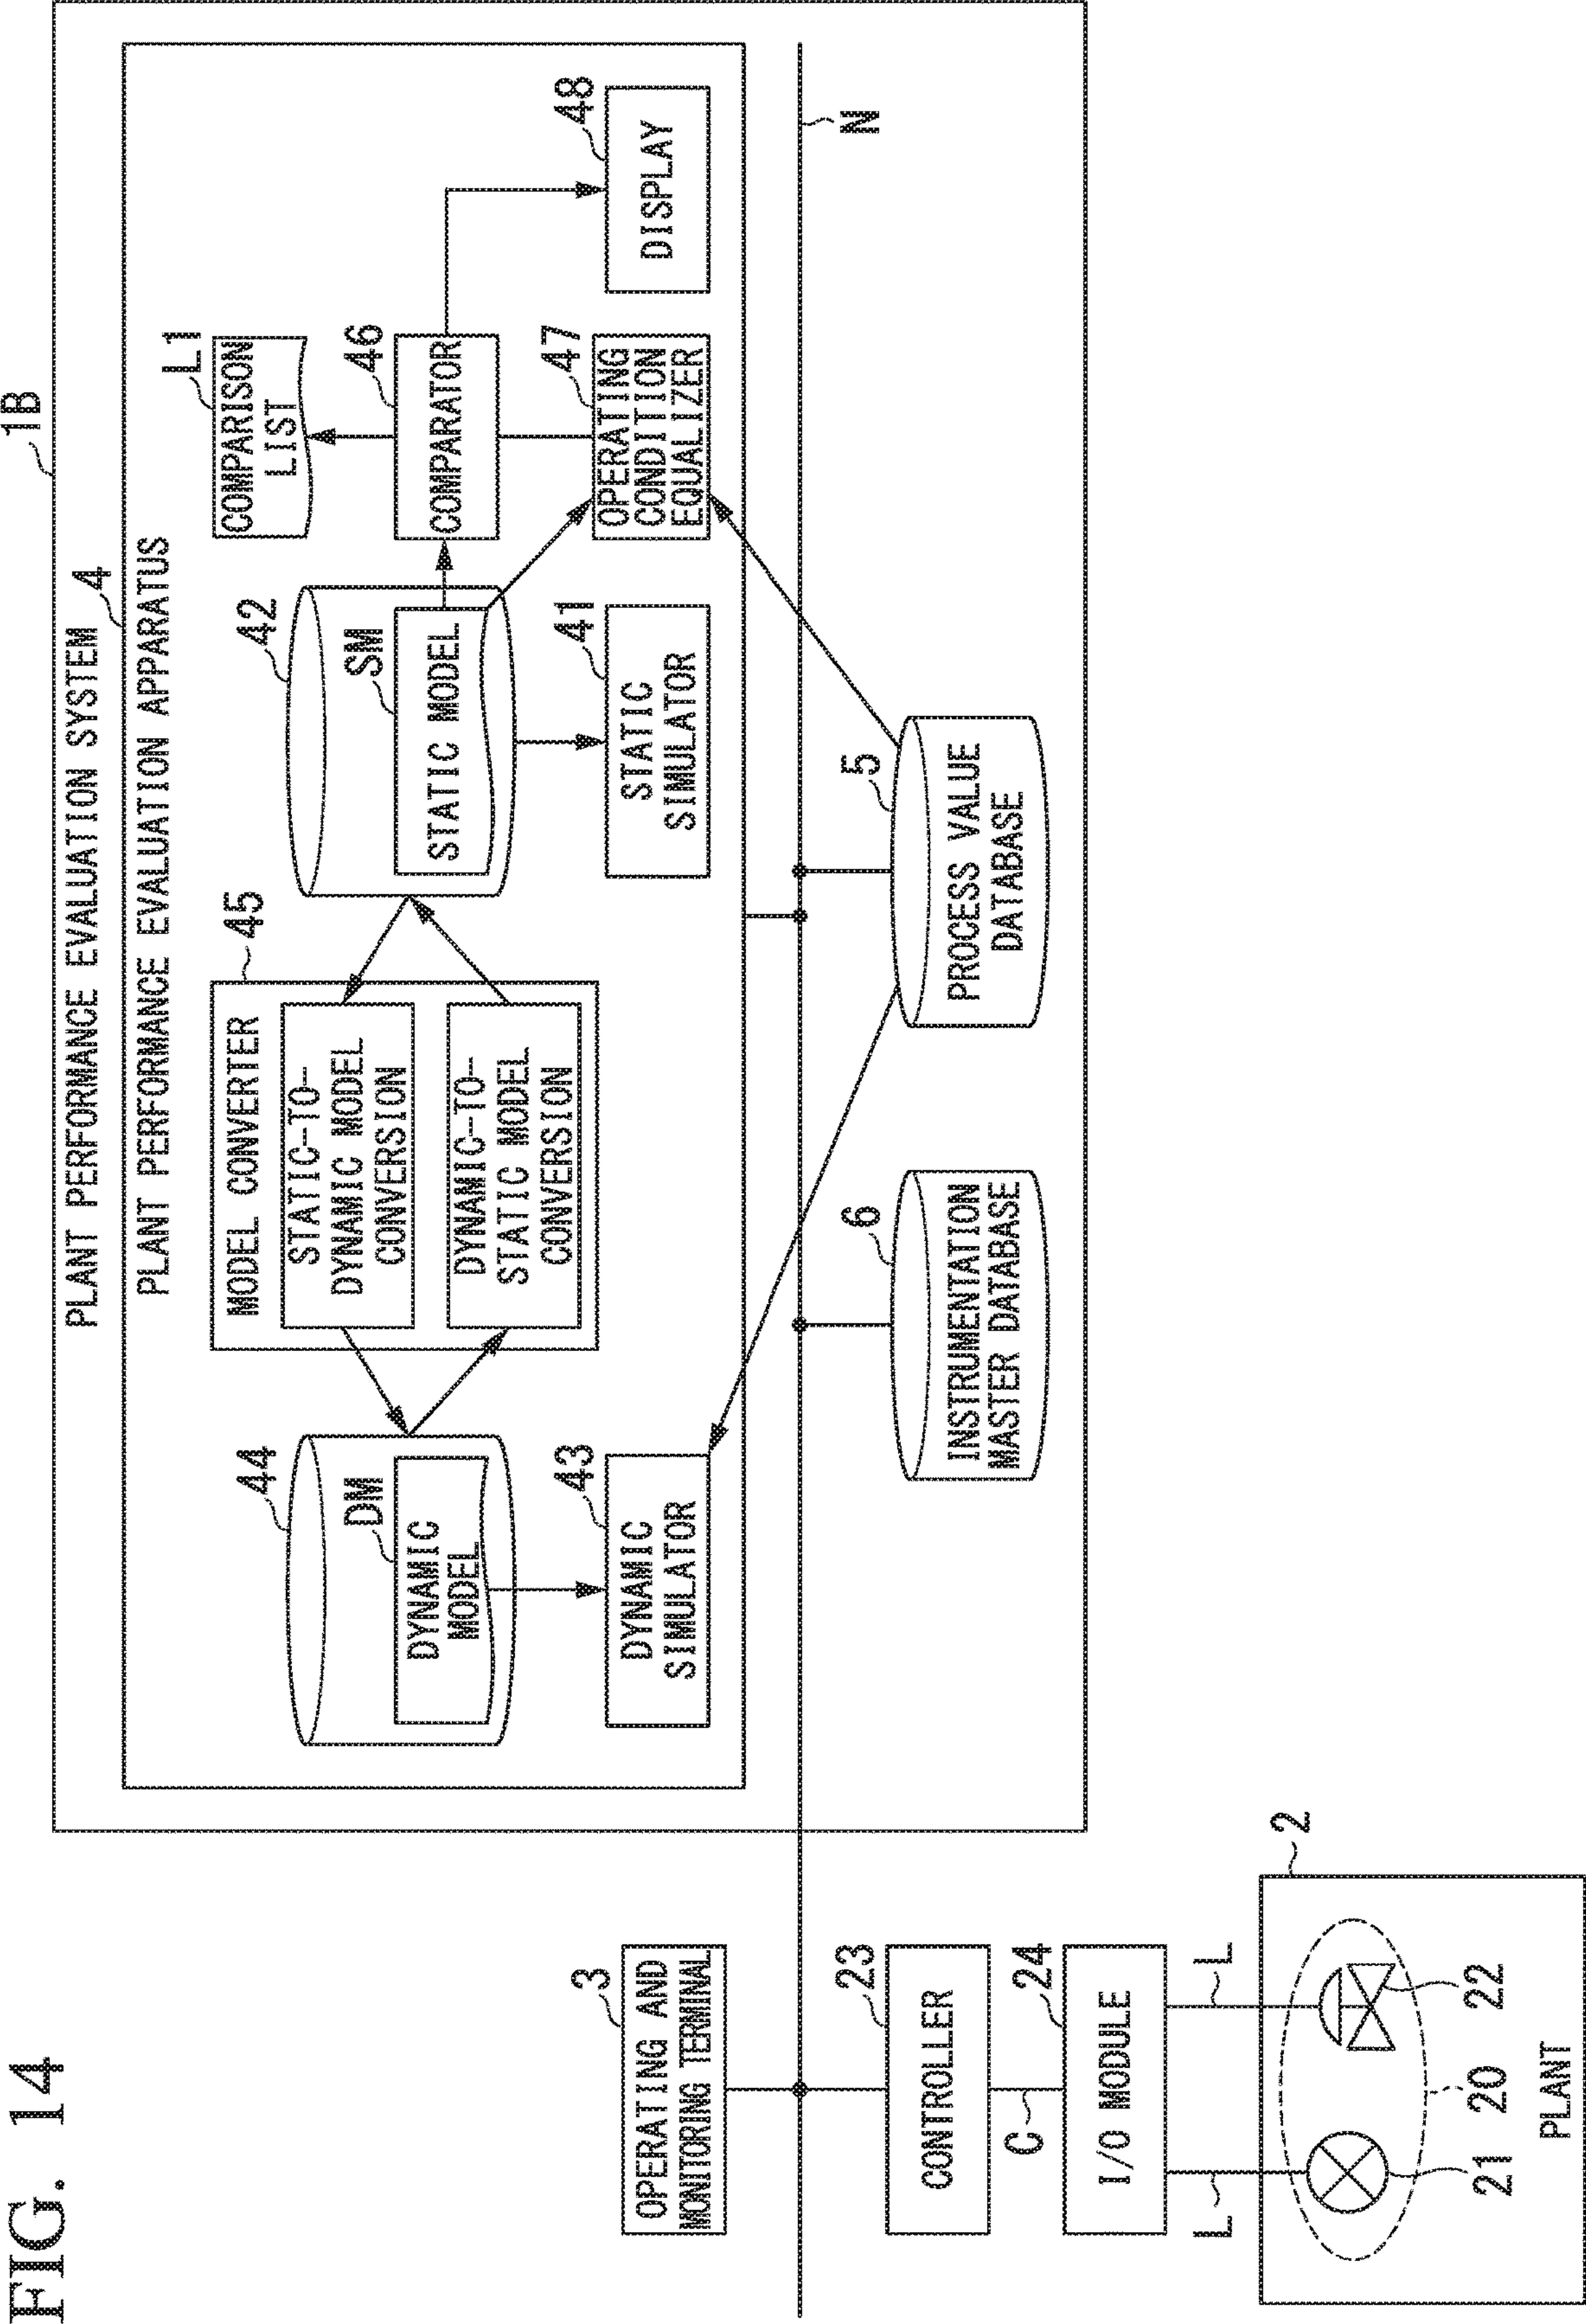 FIG. 14
1B
PLANT PERFORMANCE EVALUATION SYSTEM
4
PLANT PERFORMANCE EVALUATION APPARATUS
44
DM
DYNAMIC
MODEL
43
DYNAMIC
SIMULATOR
45
MODEL CONVERTER
STATIC-TO-
DYNAMIC MODEL
CONVERSION
DYNAMIC-TO-
STATIC MODEL
CONVERSION
42
SM
STATIC MODEL
41
STATIC
SIMULATOR
L1
COMPARISON
LIST
46
COMPARATOR
47
OPERATING
CONDITION
EQUALIZER
48
DISPLAY
N
3
OPERATING AND
MONITORING TERMINAL
23
CONTROLLER
C
24
I/O MODULE
L
L
2
21
20
22
PLANT
6
INSTRUMENTATION
MASTER DATABASE
5
PROCESS VALUE
DATABASE